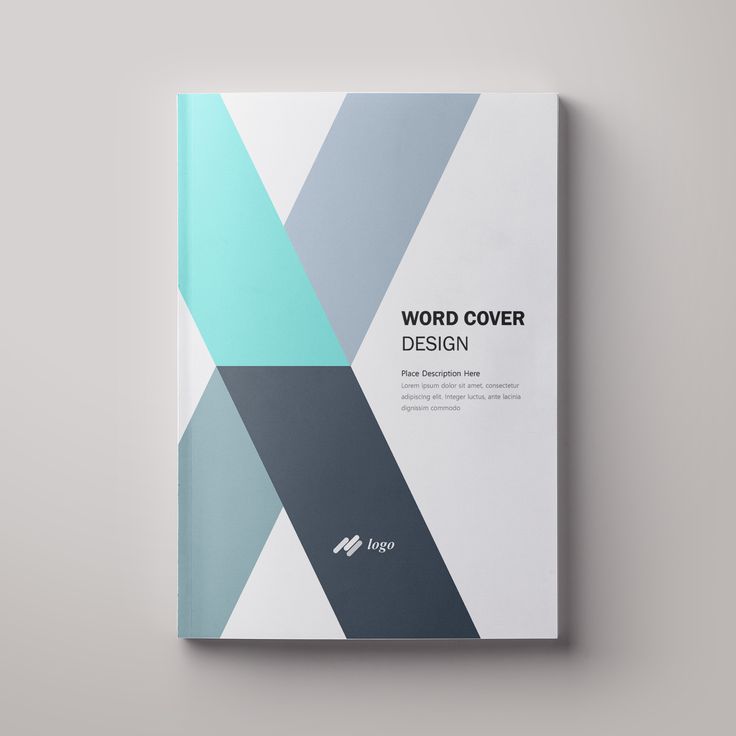 WORD COVER
DESIGN
Place Description Here
Lorem ipsum dolor sit amet, consectetur
adipiscing elit. Integer luctus, ante lacinia
dignissim commodo
logo